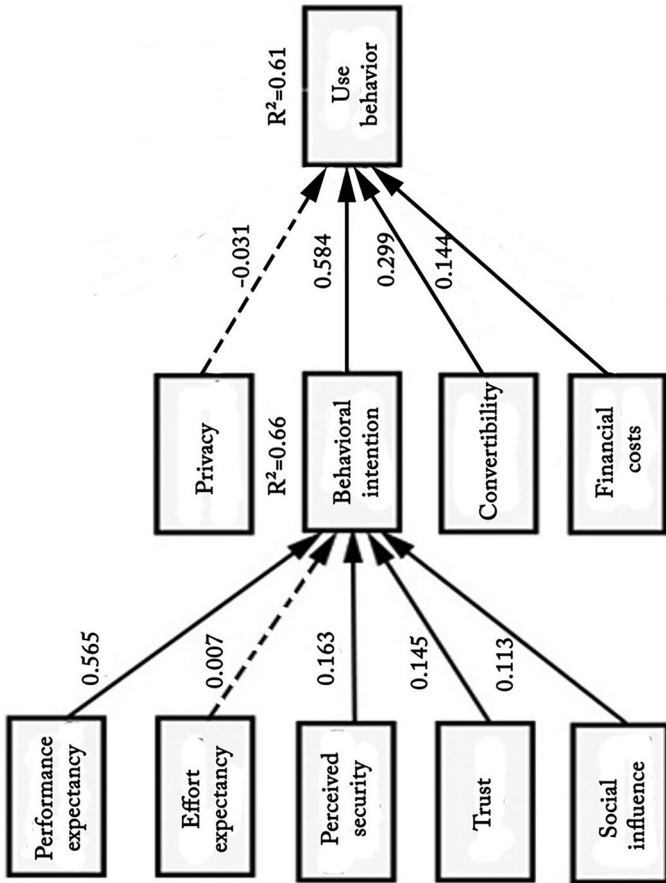 Performance
expectancy
Effort
expectancy
Perceived
security
Trust
Social
influence
0.565
0.007
0.163
0.145
0.113
Privacy
R²=0.66
Behavioral
intention
Convertibility
Financial
costs
-0.031
0.584
0.299
0.144
R²=0.61
Use
behavior